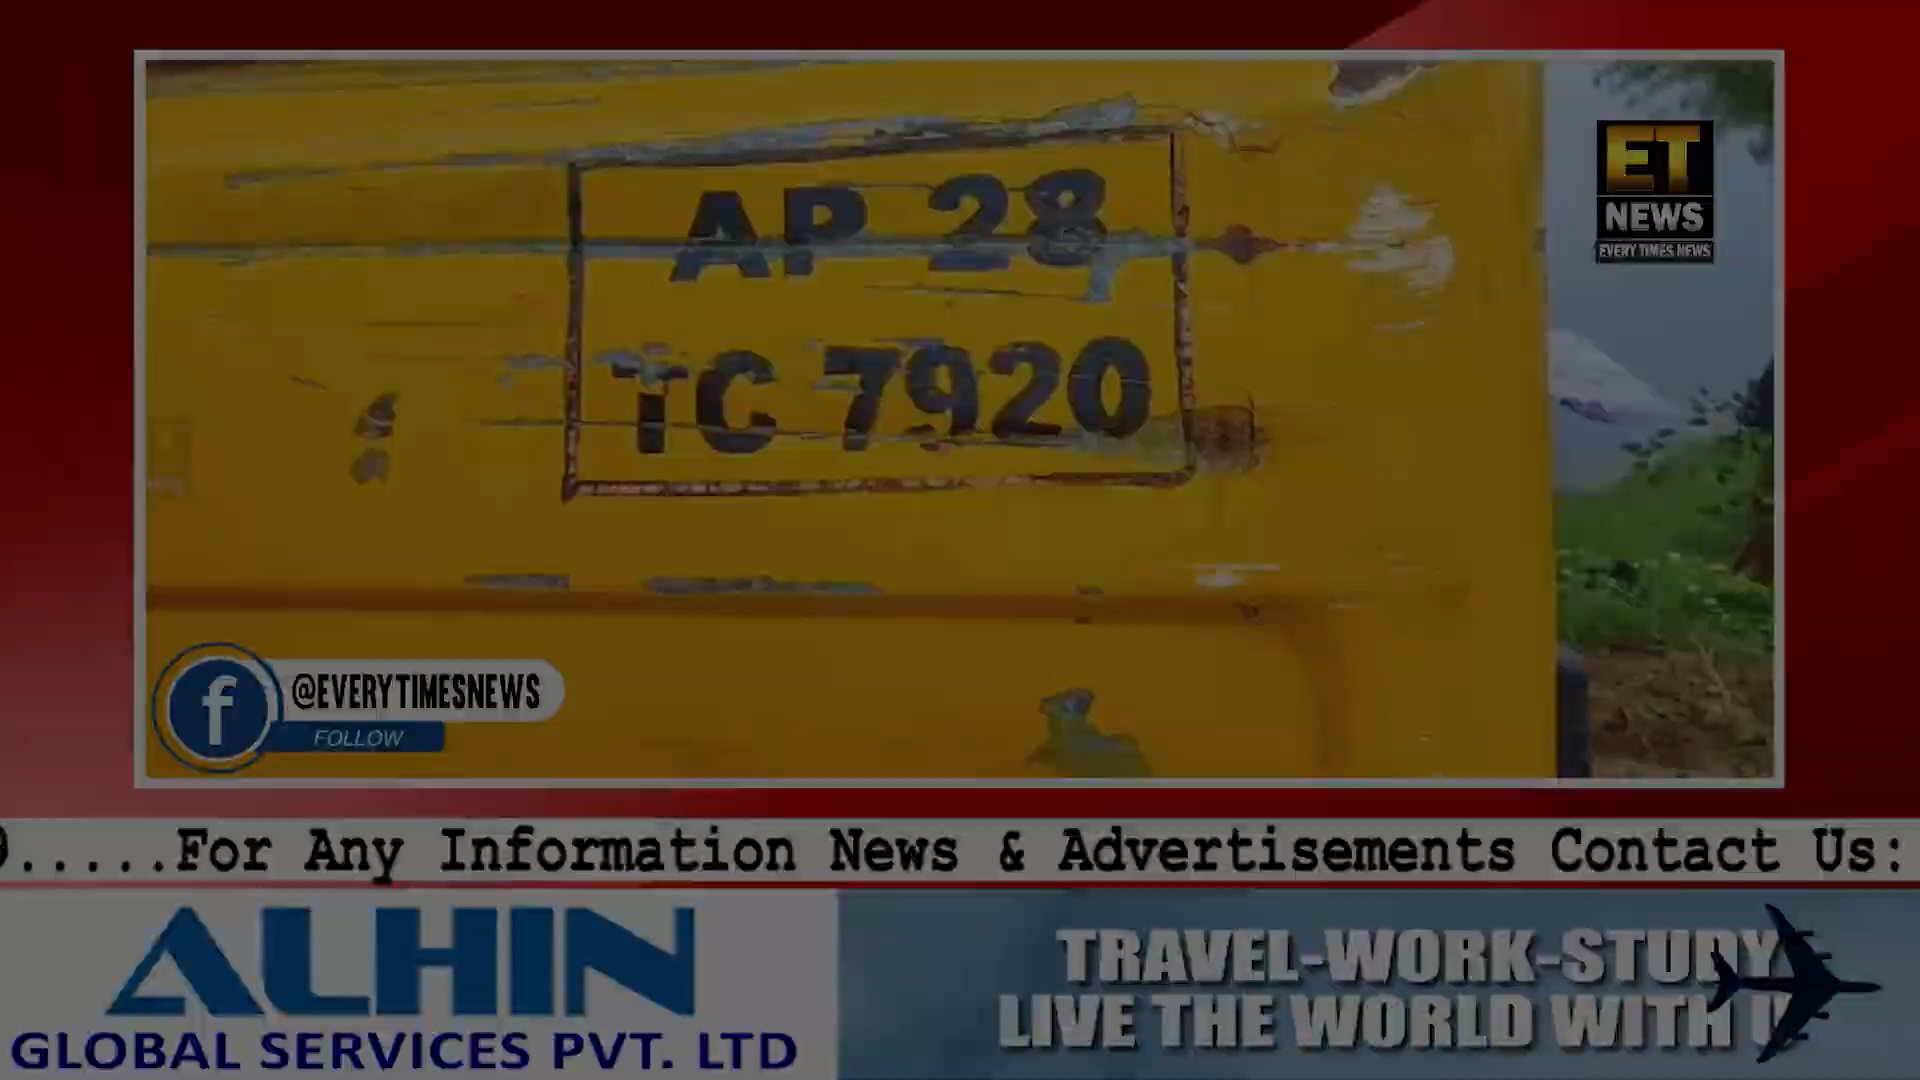 AP 28
TC 7920
ET
NEWS
EVERY TIMES NEWS
@EVERYTIMESNEWS
FOLLOW
.....For Any Information News & Advertisements Contact Us:
ALHIN
GLOBAL SERVICES PVT. LTD
TRAVEL-WORK-STUDY
LIVE THE WORLD WITH